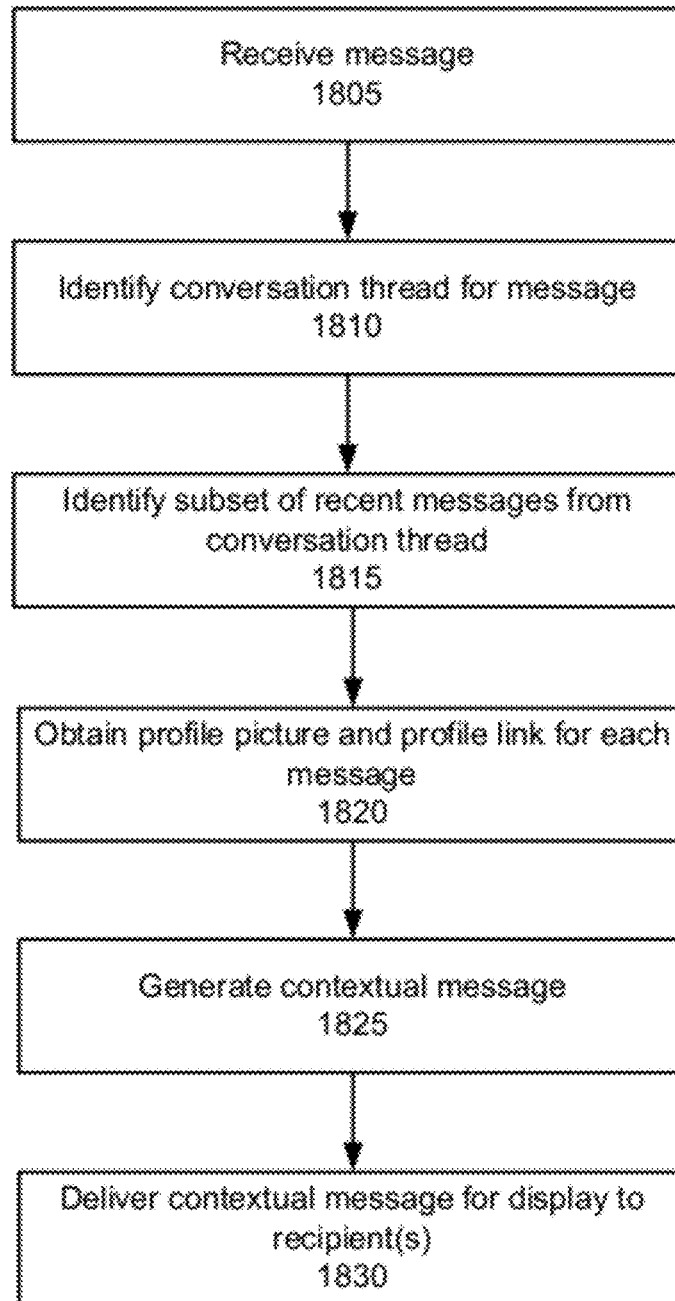 Receive message
1805
Identify conversation thread for message
1810
Identify subset of recent messages from
conversation thread
1815
Obtain profile picture and profile link for each
message
1820
Generate contextual message
1825
Deliver contextual message for display to
recipient(s)
1830